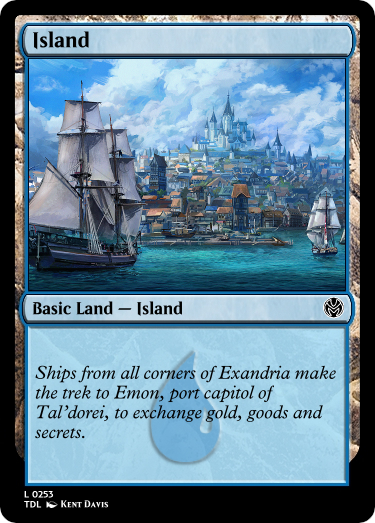 Island
Basic Land — Island
Ships from all corners of Exandria make
the trek to Emon, port capitol of
Tal'dorei, to exchange gold, goods and
secrets.
L 0253
TDL Kent Davis